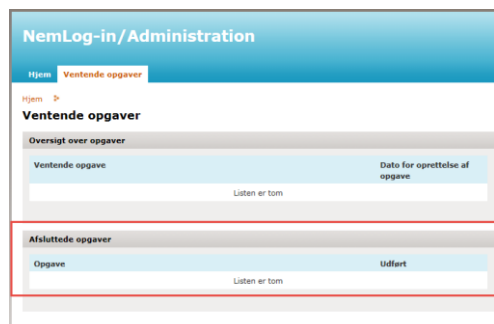 NemLog-in/Administration
Hjem Ventende opgaver
Hjem
Ventende opgaver
Oversigt over opgaver
Ventende opgave Dato for oprettelse af
opgave
Listen er tom
Afsluttede opgaver
Opgave Udført
Listen er tom